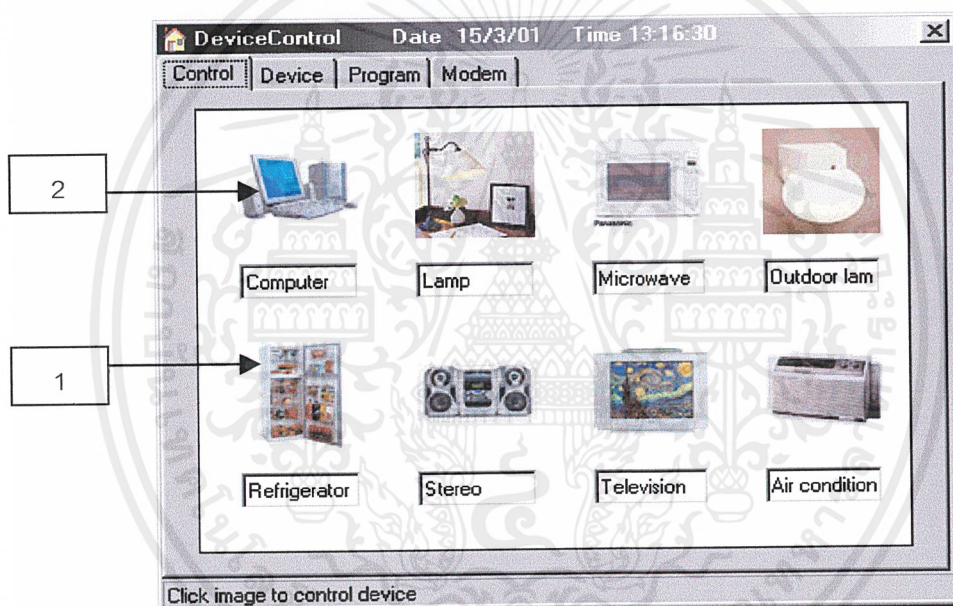 DeviceControl Date 15/3/01 Time 13:16:30
Control Device Program Modem
2
Computer Lamp Microwave Outdoor lam
1
Refrigerator Stereo Television Air condition
Click image to control device